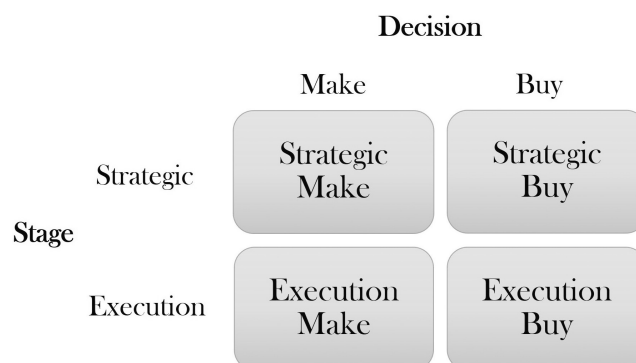 Decision
Make Buy
Strategic
Strategic
Make
Strategic
Buy
Stage
Execution
Execution
Make
Execution
Buy